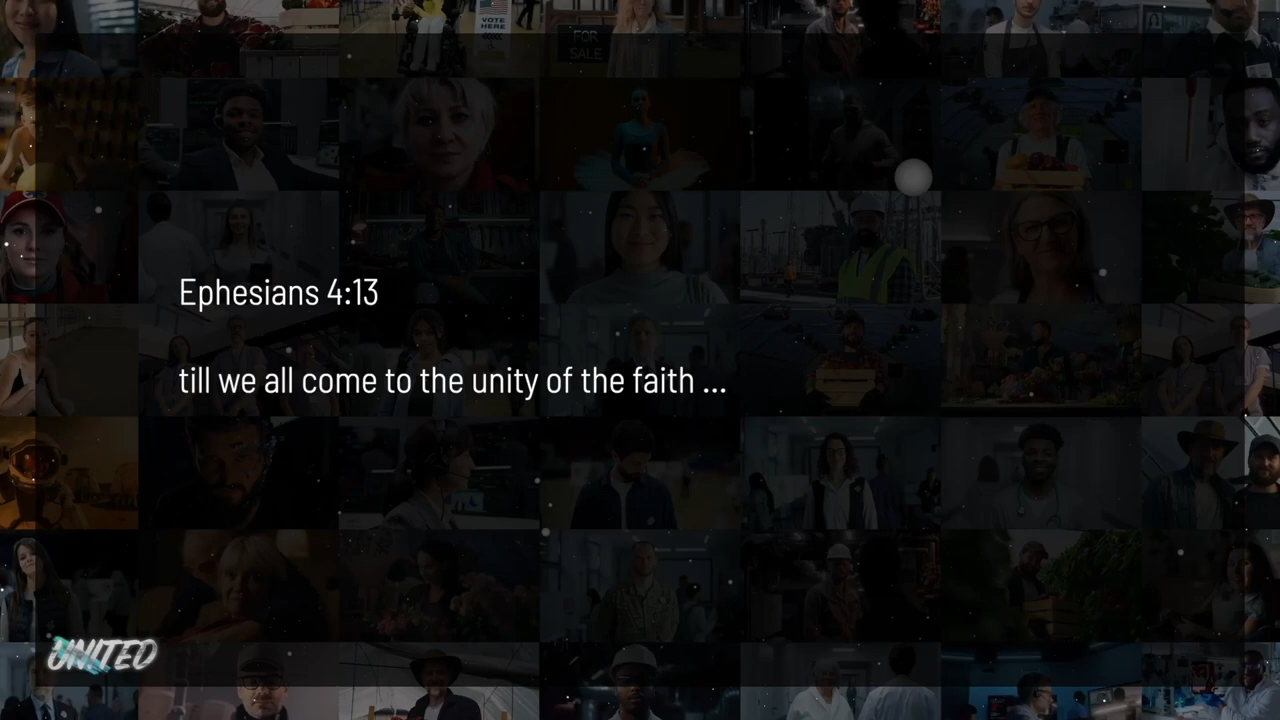 VOTE
HERE
FOR
SALE
Ephesians 4:13
till we all come to the unity of the faith ...
UNITED